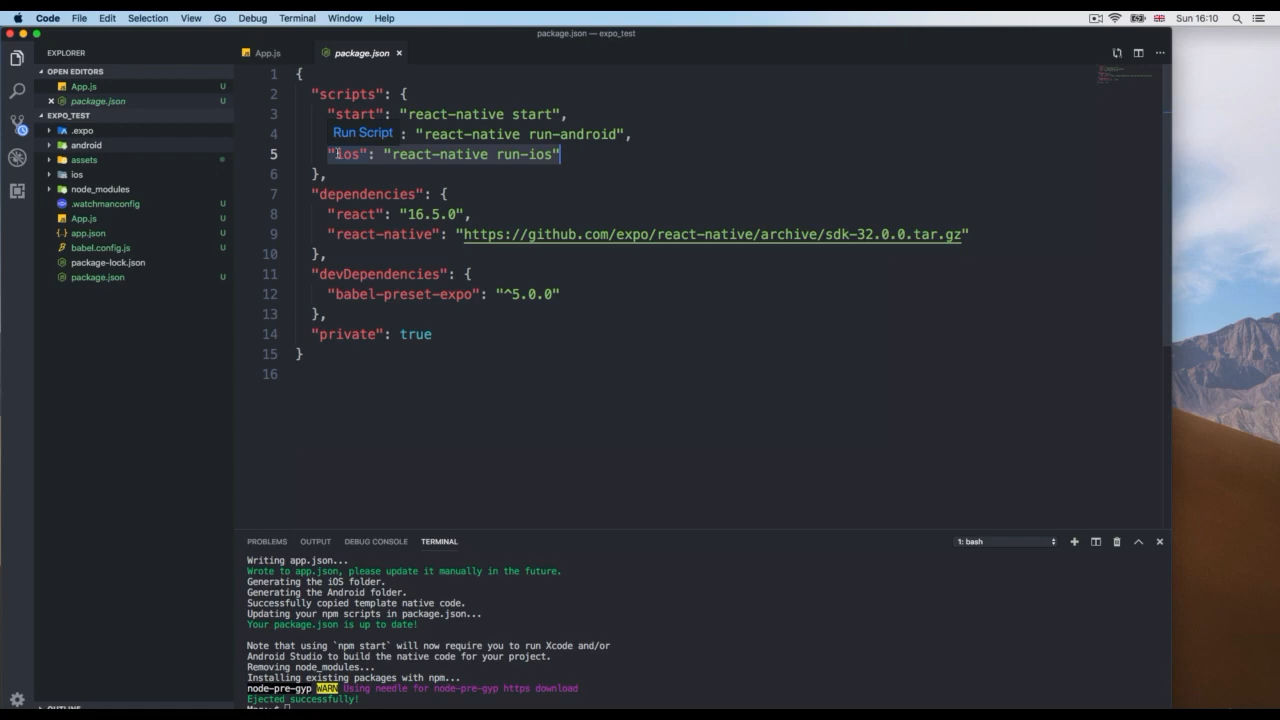 Code File Edit Selection View Go Debug Terminal Window Help Sun 16:10
package.json — expo_test
EXPLORER
OPEN EDITORS
App.js U
package.json U
EXPO_TEST
.expo
android
assets
ios
node_modules
.watchmanconfig U
App.js U
app.json U
babel.config.js U
package-lock.json
package.json U
OUTLINE
App.js package.json
1 {
2 "scripts": {
3 "start": "react-native start",
Run Script
4 : "react-native run-android",
5 "ios": "react-native run-ios"
6 },
7 "dependencies": {
8 "react": "16.5.0",
9 "react-native": "https://github.com/expo/react-native/archive/sdk-32.0.0.tar.gz"
10 },
11 "devDependencies": {
12 "babel-preset-expo": "^5.0.0"
13 },
14 "private": true
15 }
16
PROBLEMS OUTPUT DEBUG CONSOLE TERMINAL 1: bash
Writing app.json...
Wrote to app.json, please update it manually in the future.
Generating the iOS folder.
Generating the Android folder.
Successfully copied template native code.
Updating your npm scripts in package.json...
Your package.json is up to date!
Note that using `npm start` will now require you to run Xcode and/or
Android Studio to build the native code for your project.
Removing node_modules...
Installing existing packages with npm...
node-pre-gyp WARN Using needle for node-pre-gyp https download
Ejected successfully!